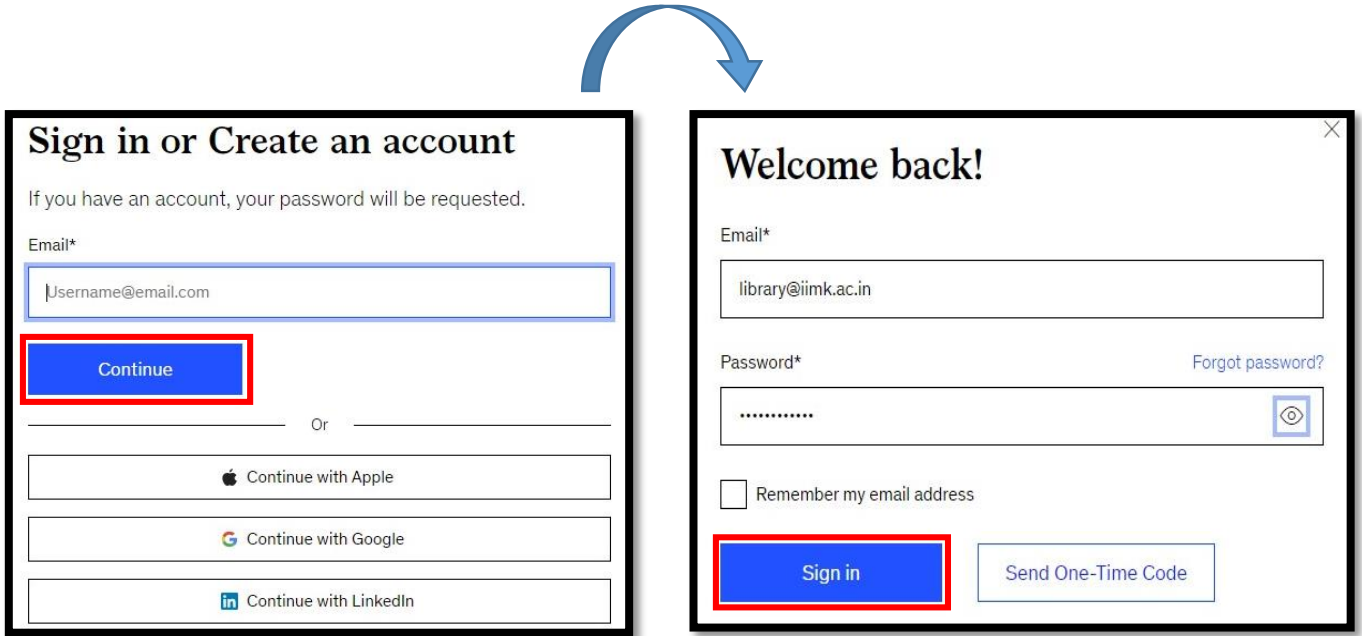 Sign in or Create an account
If you have an account, your password will be requested.
Email*
Username@email.com
Continue
Or
Continue with Apple
Continue with Google
Continue with LinkedIn
Welcome back!
Email*
library@iimk.ac.in
Password*
Forgot password?
••••••••••••
Remember my email address
Sign in
Send One-Time Code